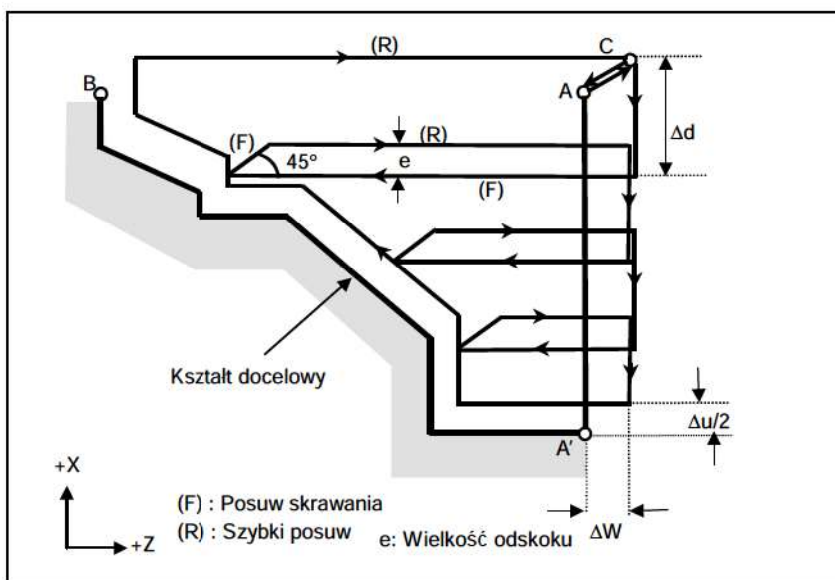 (R)
C
B
A
Δd
(F)
(R)
45°
e
(F)
Kształt docelowy
Δu/2
A'
+X
(F) : Posuw skrawania
(R) : Szybki posuw
e: Wielkość odskoku
ΔW
+Z